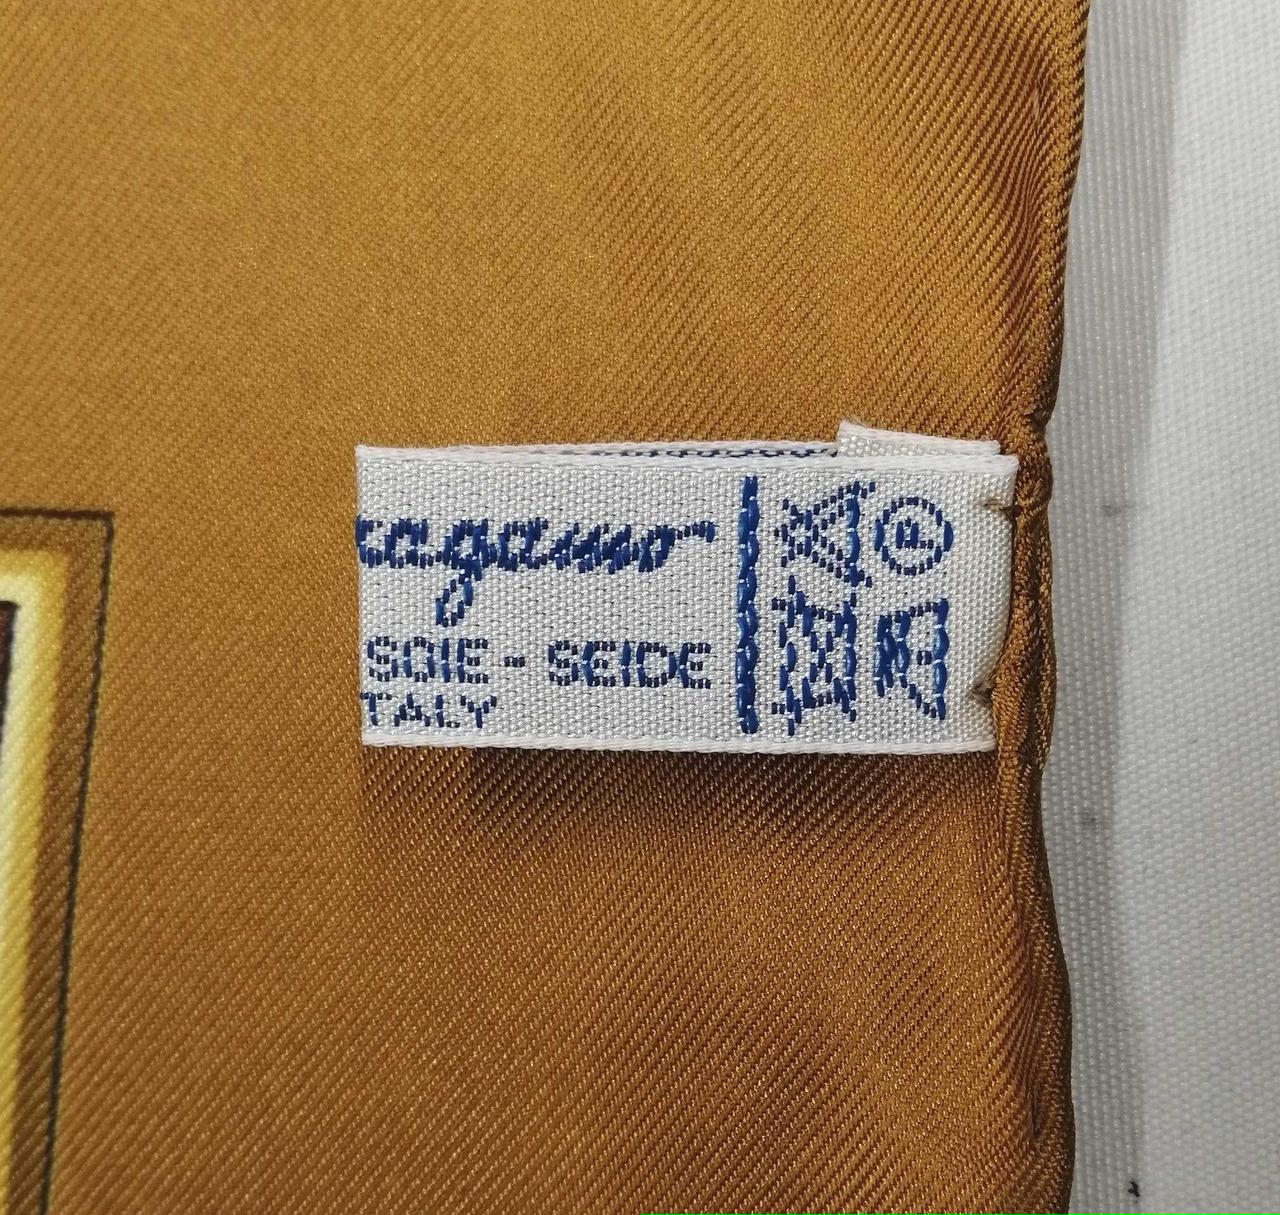 ragamo
SOIE - SEIDE
TALY
P